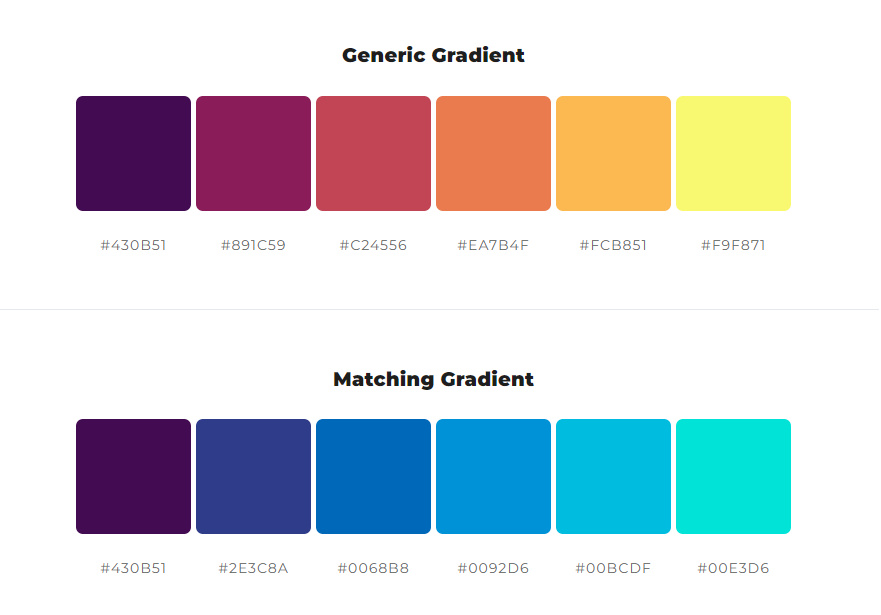 Generic Gradient
#430B51 #891C59 #C24556 #EA7B4F #FCB851 #F9F871
Matching Gradient
#430B51 #2E3C8A #0068B8 #0092D6 #00BCDF #00E3D6